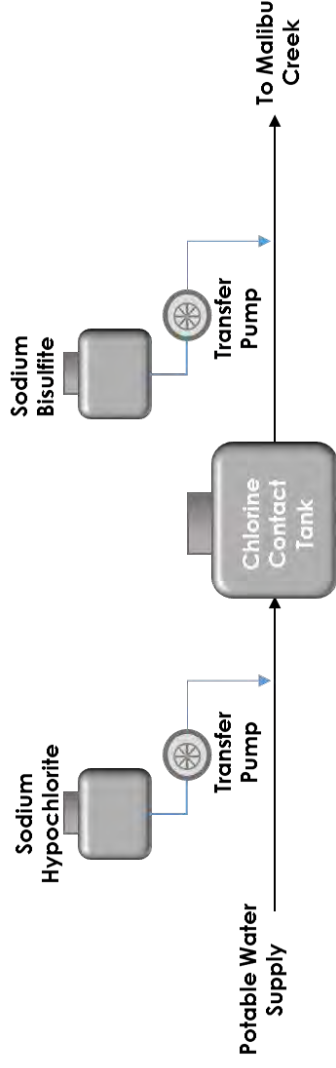 Potable Water
Supply
Sodium
Hypochlorite
Transfer
Pump
Chlorine
Contact
Tank
Sodium
Bisulfite
Transfer
Pump
To Malibu
Creek